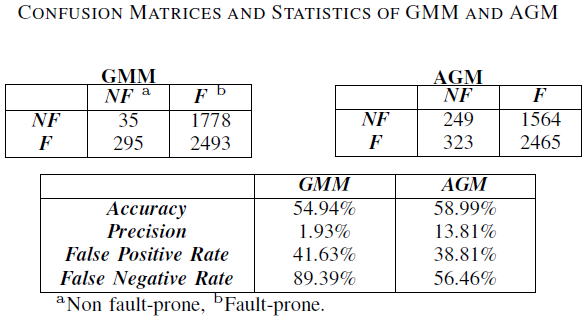 CONFUSION MATRICES AND STATISTICS OF GMM AND AGM
GMM
NF a F b
NF 35 1778
F 295 2493
AGM
NF F
NF 249 1564
F 323 2465
GMM AGM
Accuracy 54.94% 58.99%
Precision 1.93% 13.81%
False Positive Rate 41.63% 38.81%
False Negative Rate 89.39% 56.46%
a Non fault-prone, b Fault-prone.